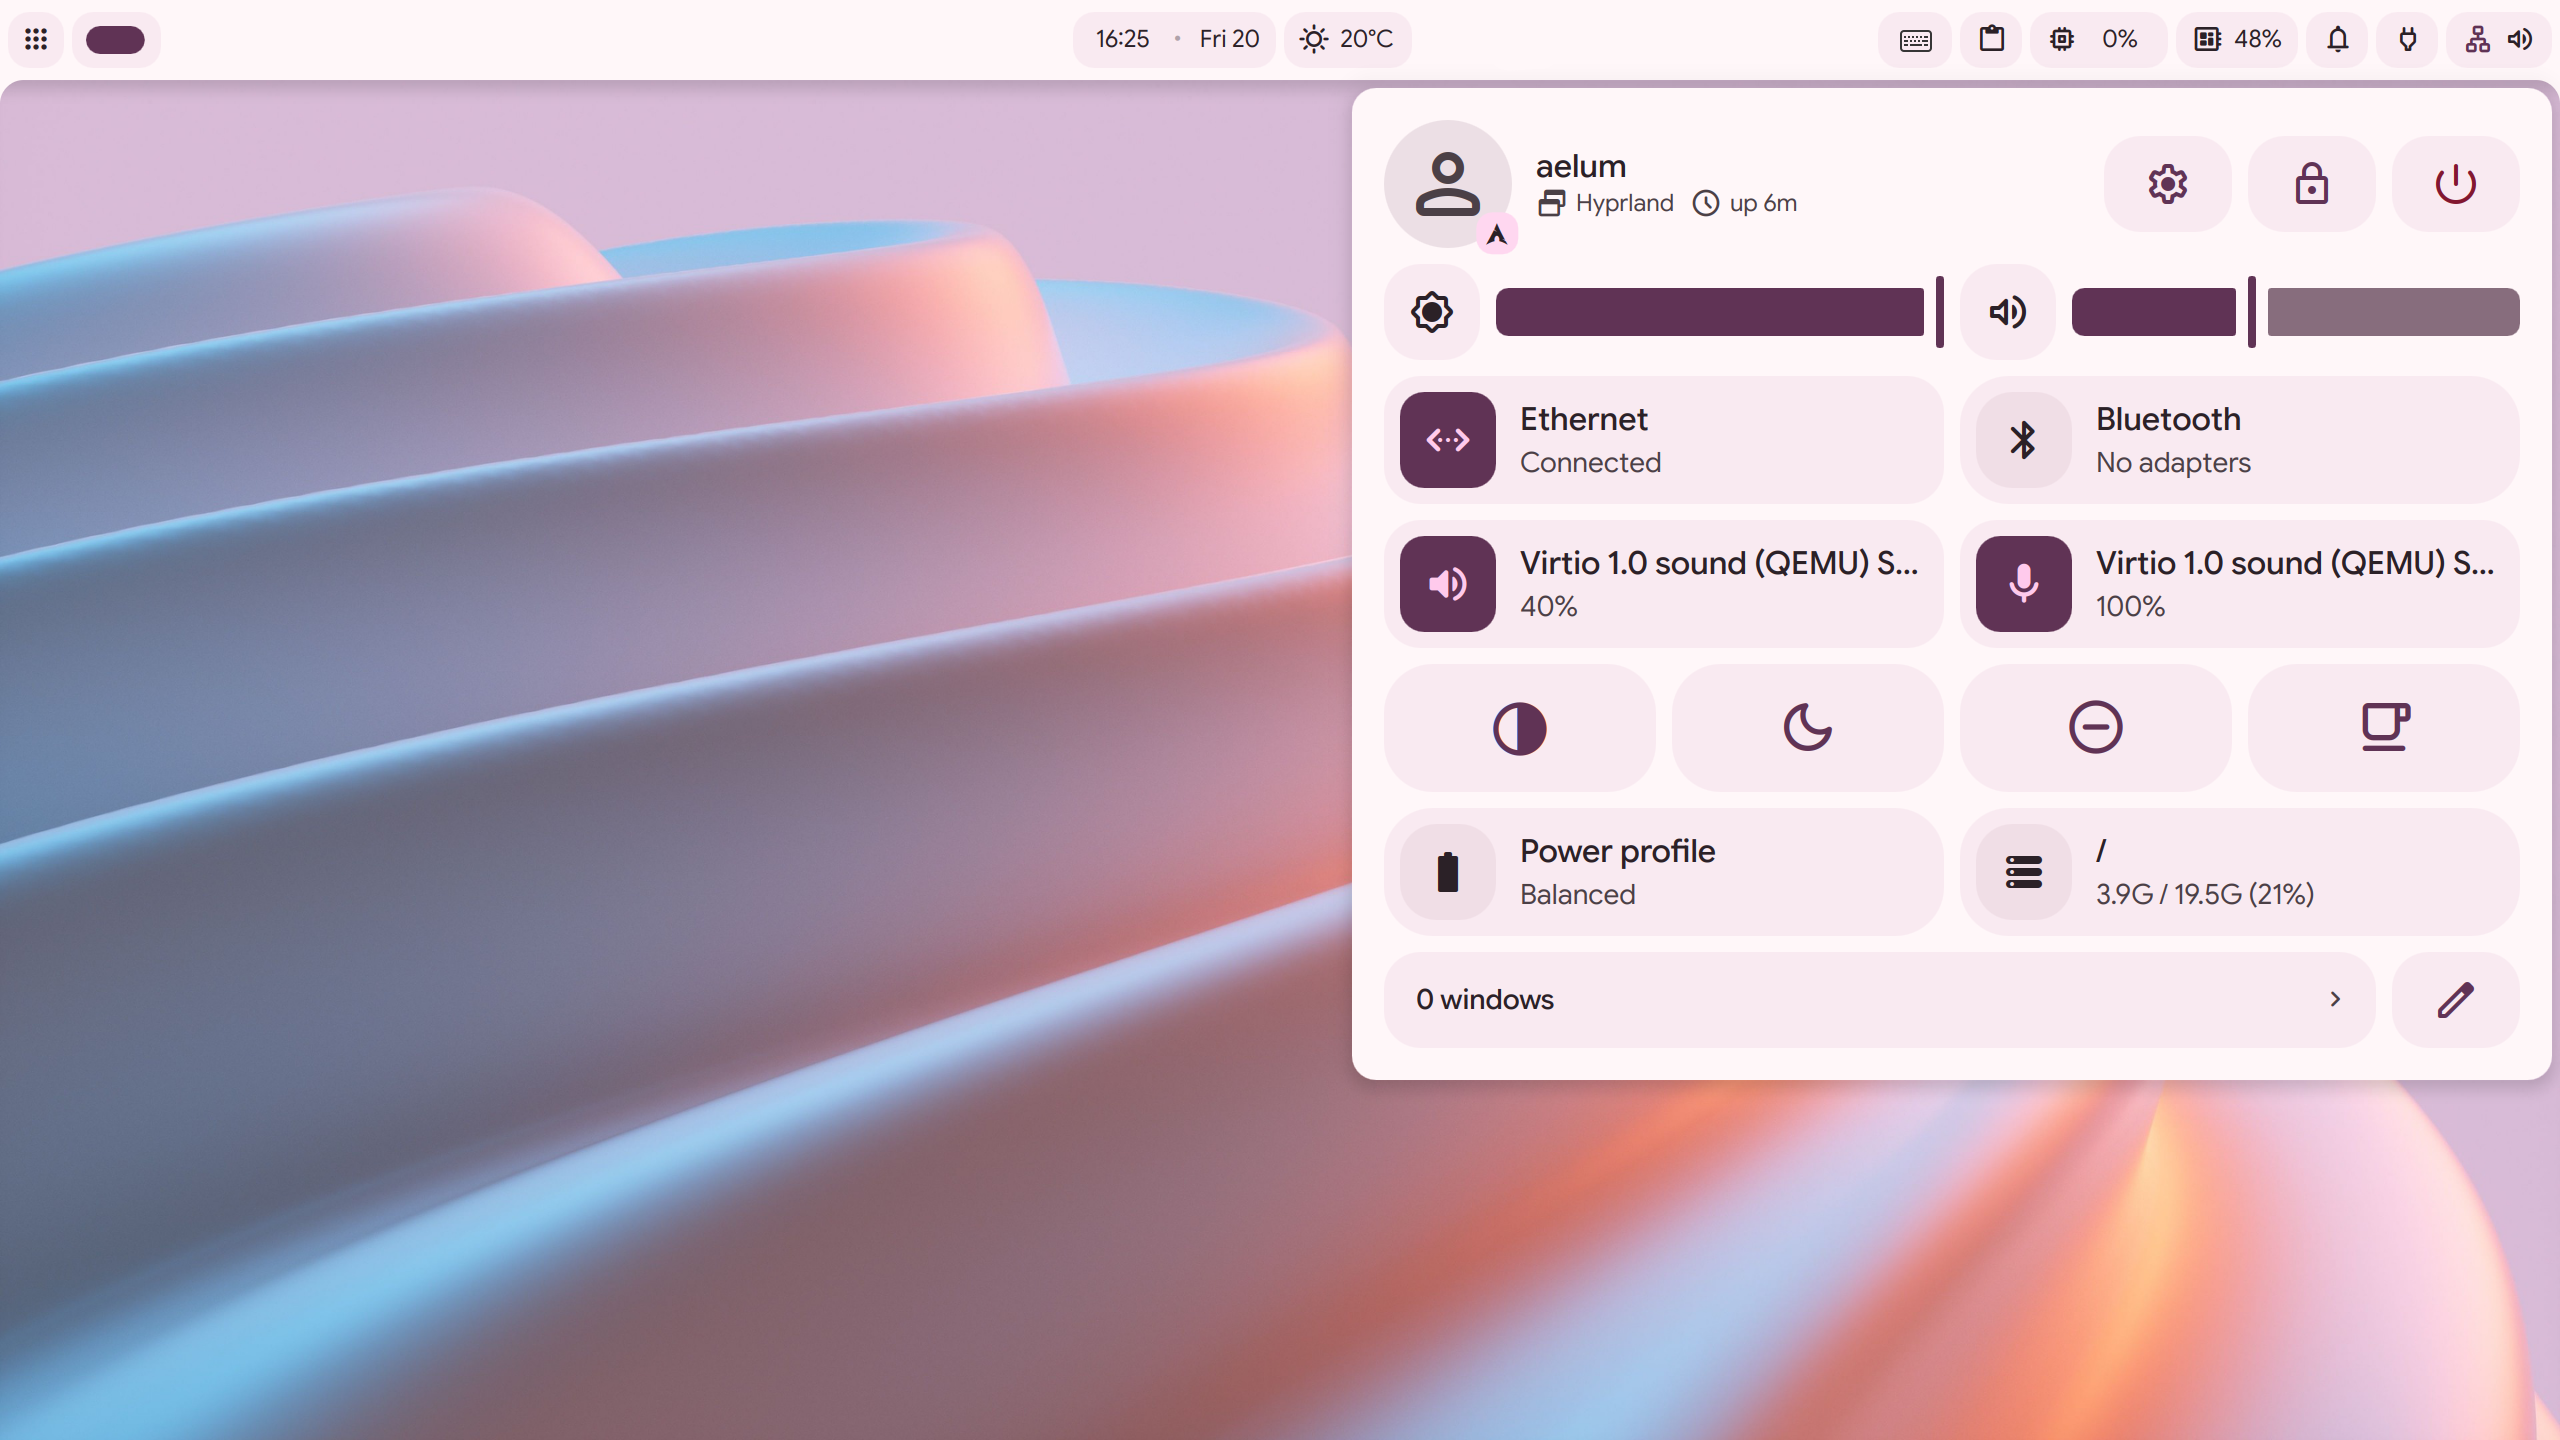 16:25 • Fri 20
20°C
0%
48%
aelum
Hyprland up 6m
Ethernet
Connected
Bluetooth
No adapters
Virtio 1.0 sound (QEMU) S...
40%
Virtio 1.0 sound (QEMU) S...
100%
Power profile
Balanced
/
3.9G / 19.5G (21%)
0 windows